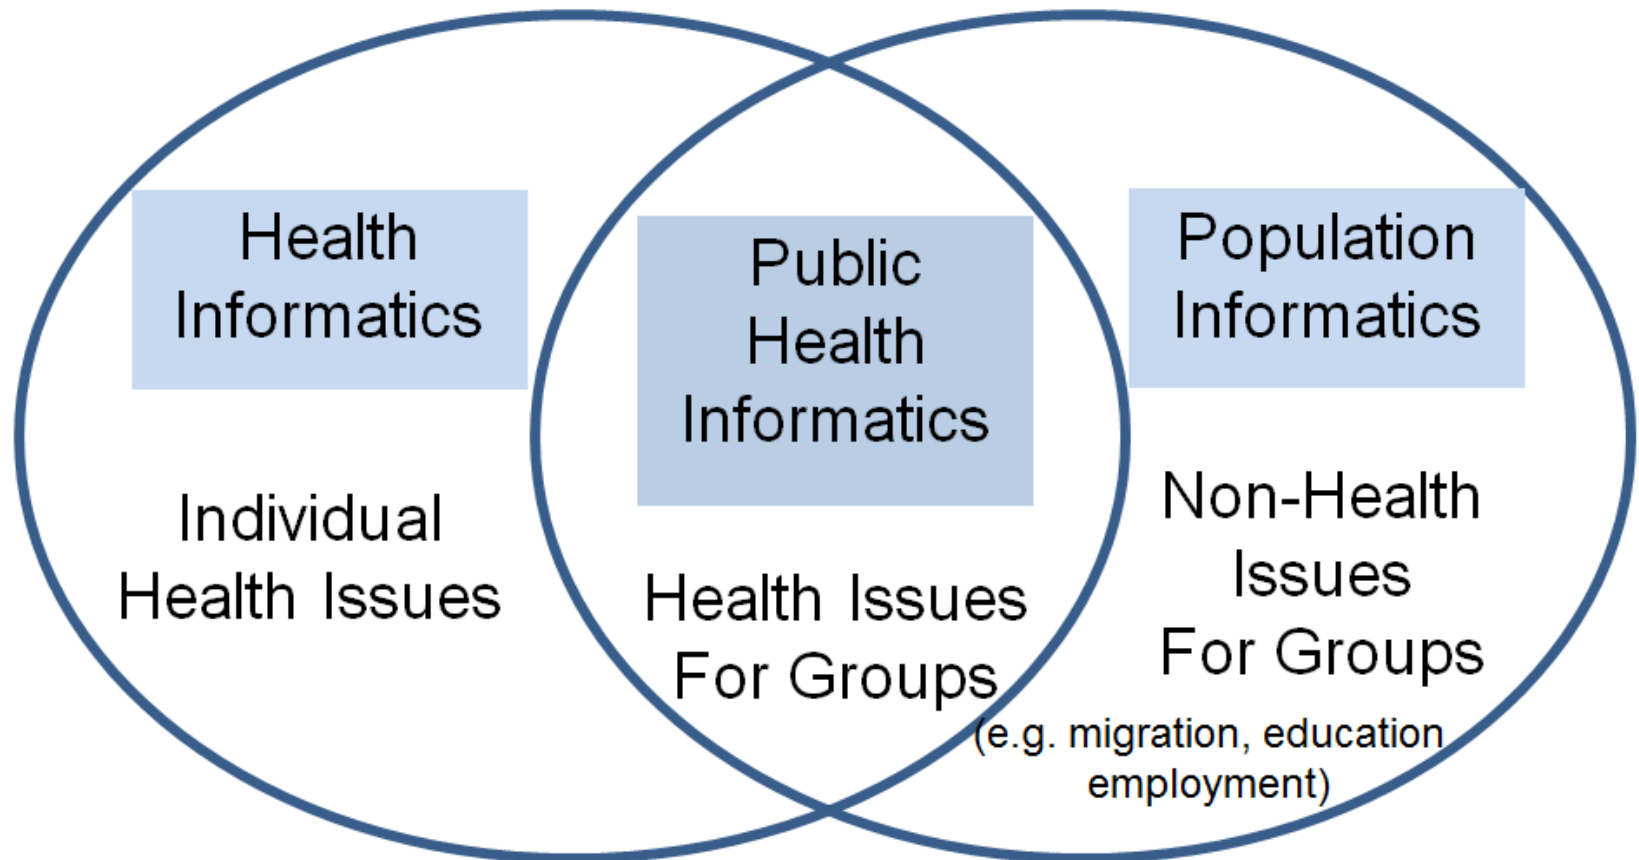 Health
Informatics
Individual
Health Issues
Public
Health
Informatics
Health Issues
For Groups
Population
Informatics
Non-Health
Issues
For Groups
(e.g. migration, education
employment)